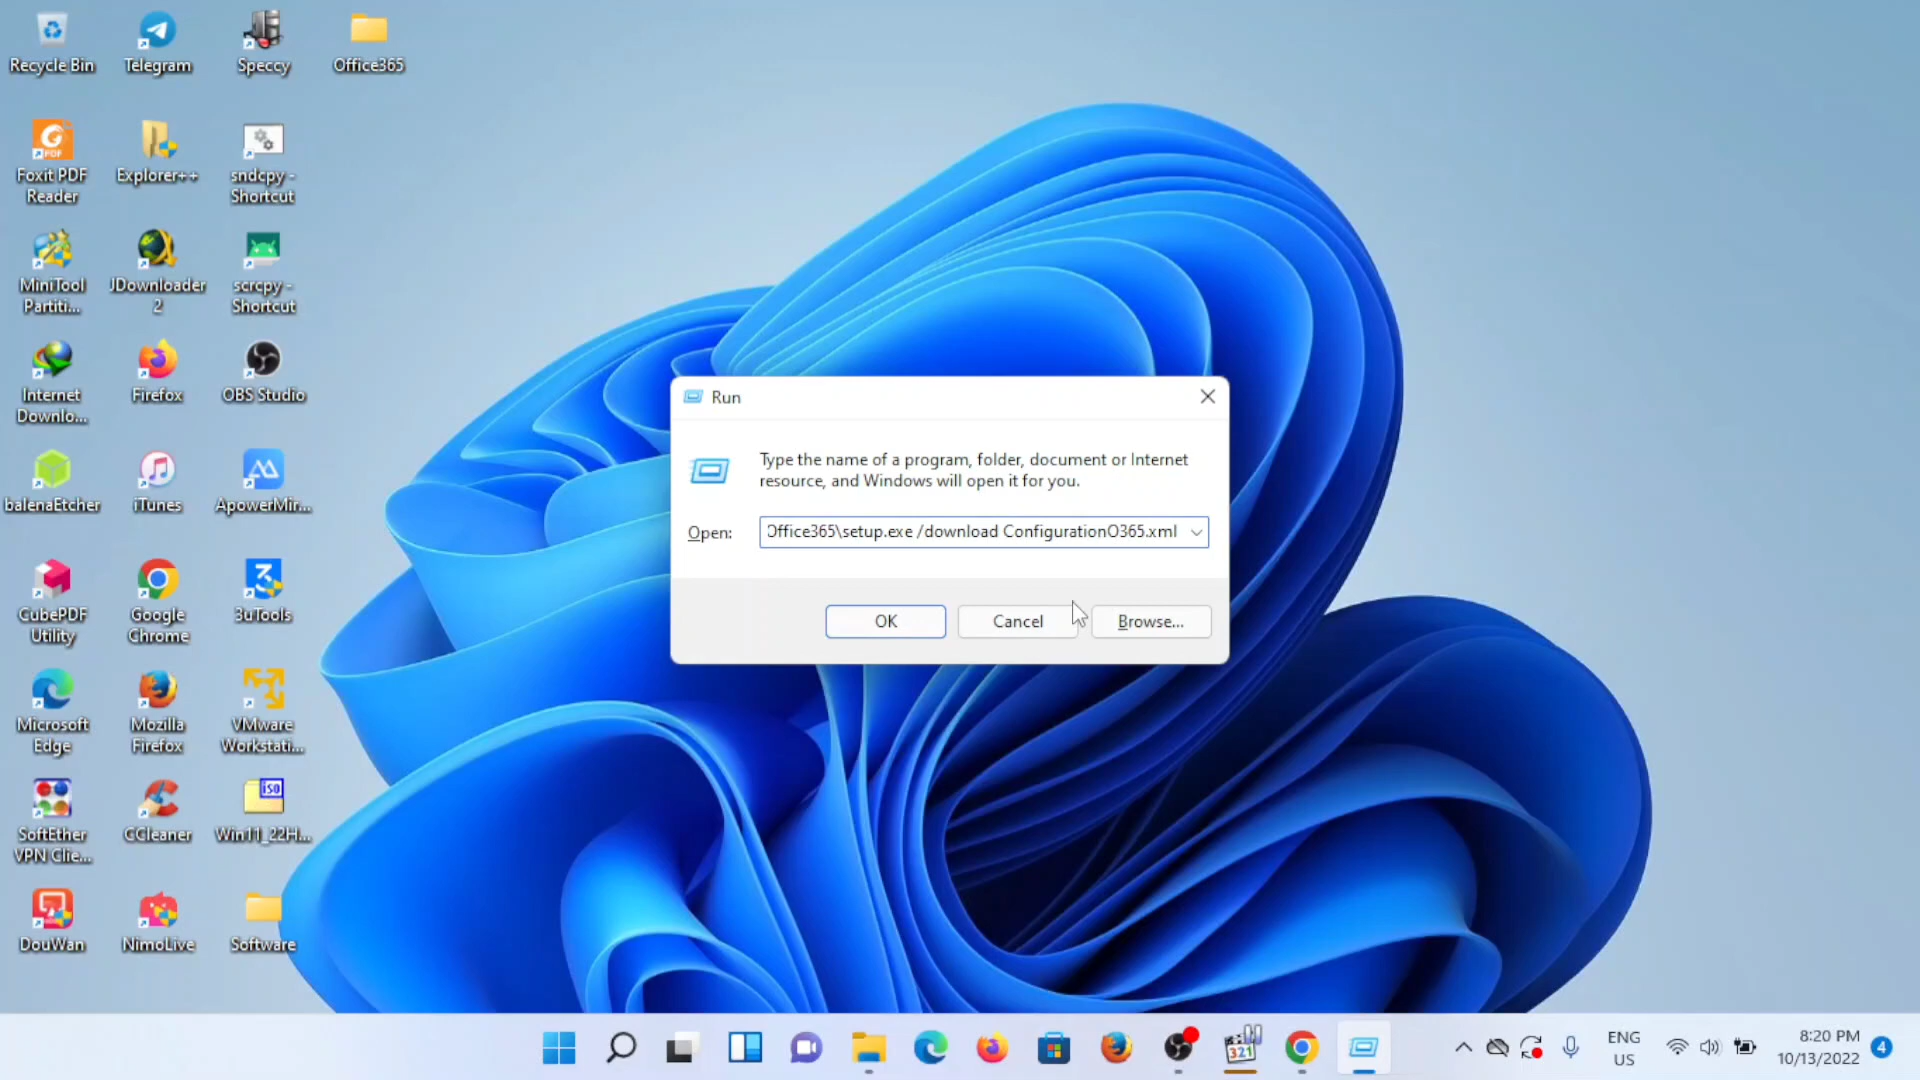 Recycle Bin
Telegram
Speccy
Office365
Foxit PDF
Reader
Explorer++
sndcpy -
Shortcut
MiniTool
Partiti...
JDownloader
2
scrcpy -
Shortcut
Internet
Downlo...
Firefox
OBS Studio
balenaEtcher
iTunes
ApowerMir...
CubePDF
Utility
Google
Chrome
3uTools
Microsoft
Edge
Mozilla
Firefox
VMware
Workstati...
SoftEther
VPN Clie...
CCleaner
ISO
Win11_22H...
DouWan
NimoLive
Software
Run
Type the name of a program, folder, document or Internet
resource, and Windows will open it for you.
Open:
Office365\setup.exe /download ConfigurationO365.xml
OK
Cancel
Browse...
321
ENG
US
8:20 PM
10/13/2022
4